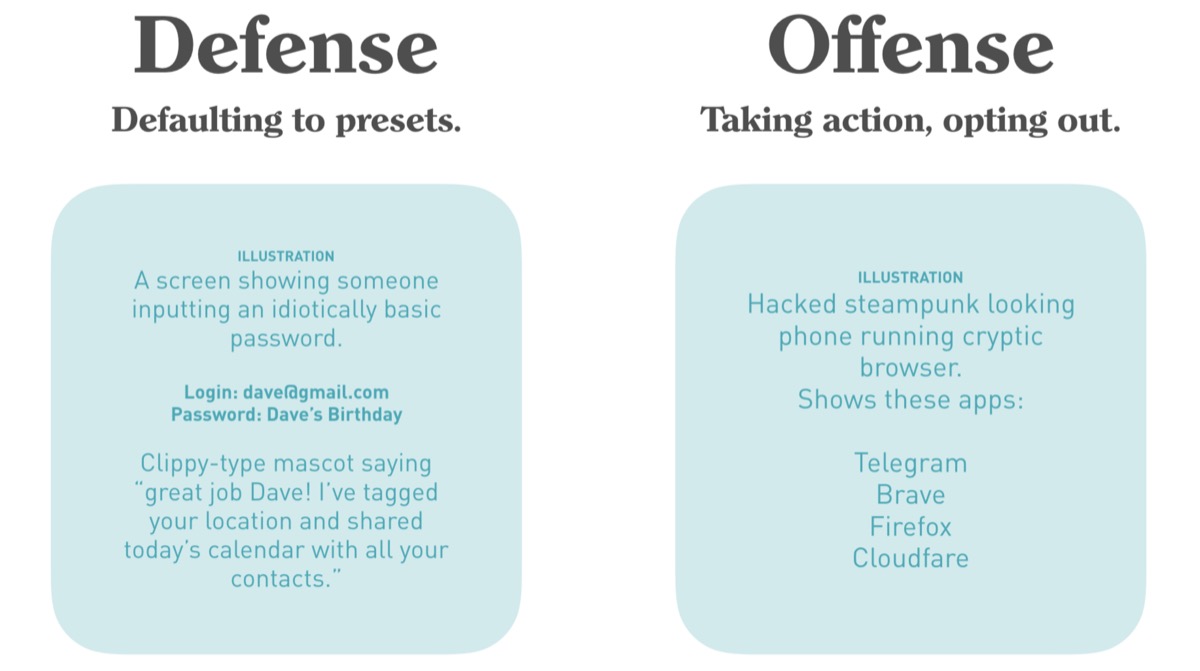 Defense
Defaulting to presets.
ILLUSTRATION
A screen showing someone
inputting an idiotically basic
password.
Login: dave@gmail.com
Password: Dave's Birthday
Clippy-type mascot saying
"great job Dave! I've tagged
your location and shared
today's calendar with all your
contacts."
Offense
Taking action, opting out.
ILLUSTRATION
Hacked steampunk looking
phone running cryptic
browser.
Shows these apps:
Telegram
Brave
Firefox
Cloudfare